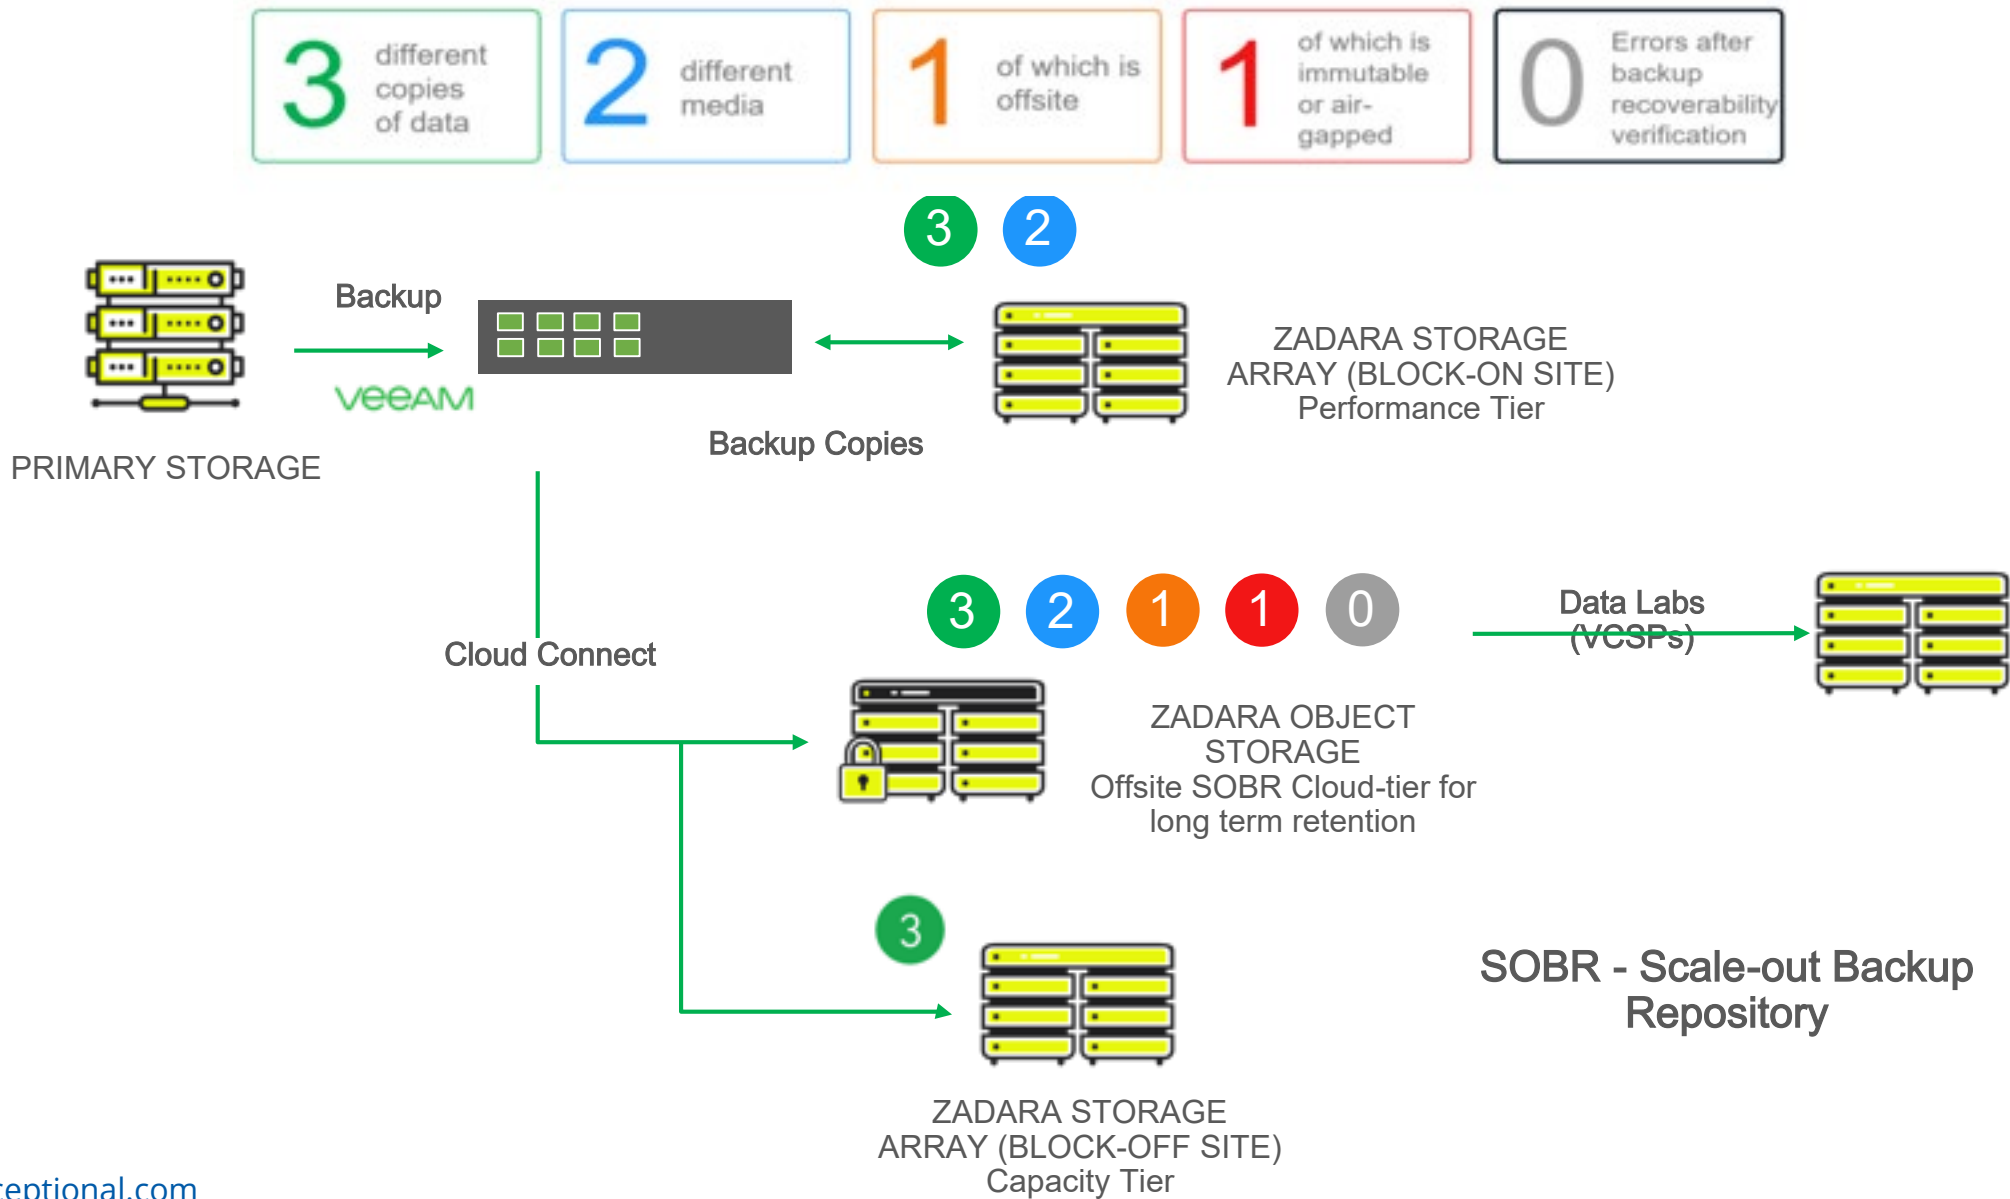 3 different
copies
of data
2 different
media
1 of which is
offsite
1 of which is
immutable
or air-
gapped
0 Errors after
backup
recoverability
verification
3 2
Backup
veeAM
ZADARA STORAGE
ARRAY (BLOCK-ON SITE)
Performance Tier
Backup Copies
PRIMARY STORAGE
3 2 1 1 0
Data Labs
(VCSPs)
Cloud Connect
ZADARA OBJECT
STORAGE
Offsite SOBR Cloud-tier for
long term retention
3
SOBR - Scale-out Backup
Repository
ZADARA STORAGE
ARRAY (BLOCK-OFF SITE)
Capacity Tier
ceptional.com